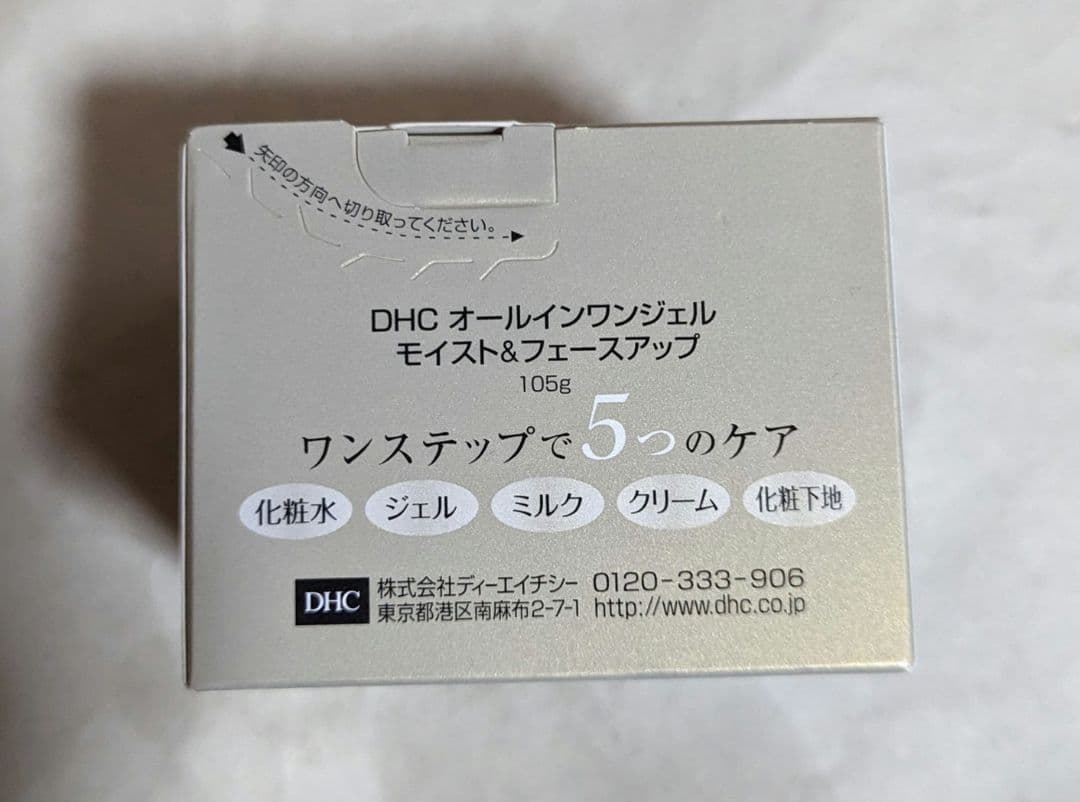 矢印の方向へ切り取ってください。
DHC オールインワンジェル
モイスト&フェースアップ
105g
ワンステップで5つのケア
化粧水 ジェル ミルク クリーム 化粧下地
DHC 株式会社ディーエイチシー 0120-333-906
東京都港区南麻布2-7-1 http://www.dhc.co.jp